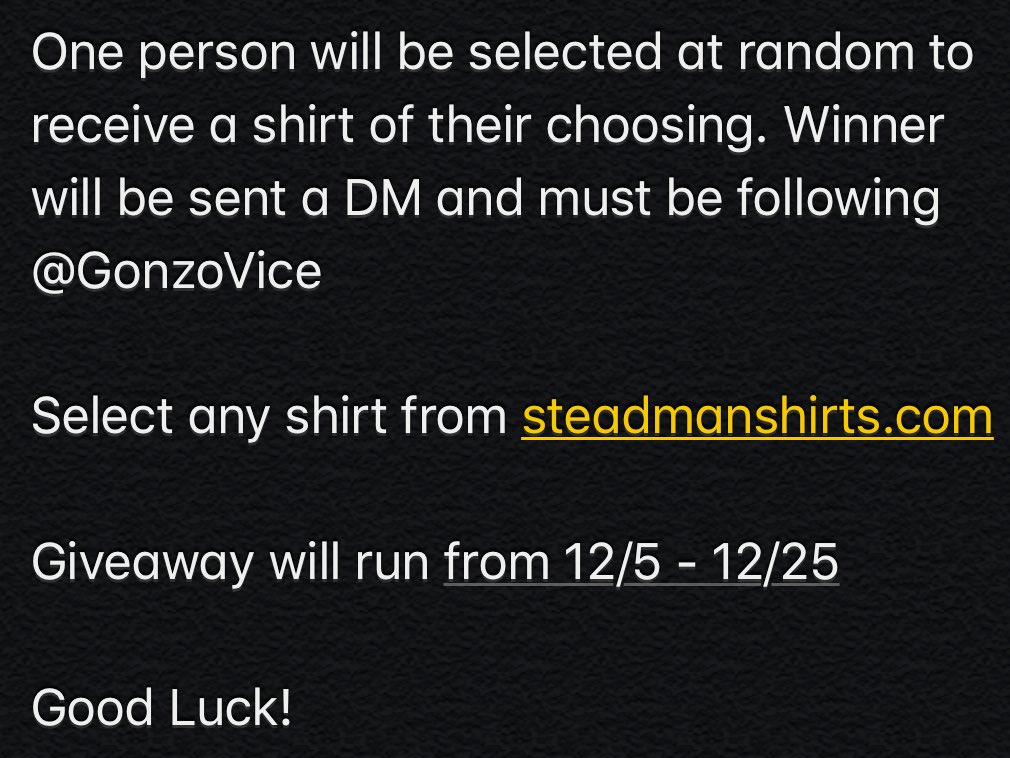 One person will be selected at random to
receive a shirt of their choosing. Winner
will be sent a DM and must be following
@GonzoVice
Select any shirt from steadmanshirts.com
Giveaway will run from 12/5 - 12/25
Good Luck!